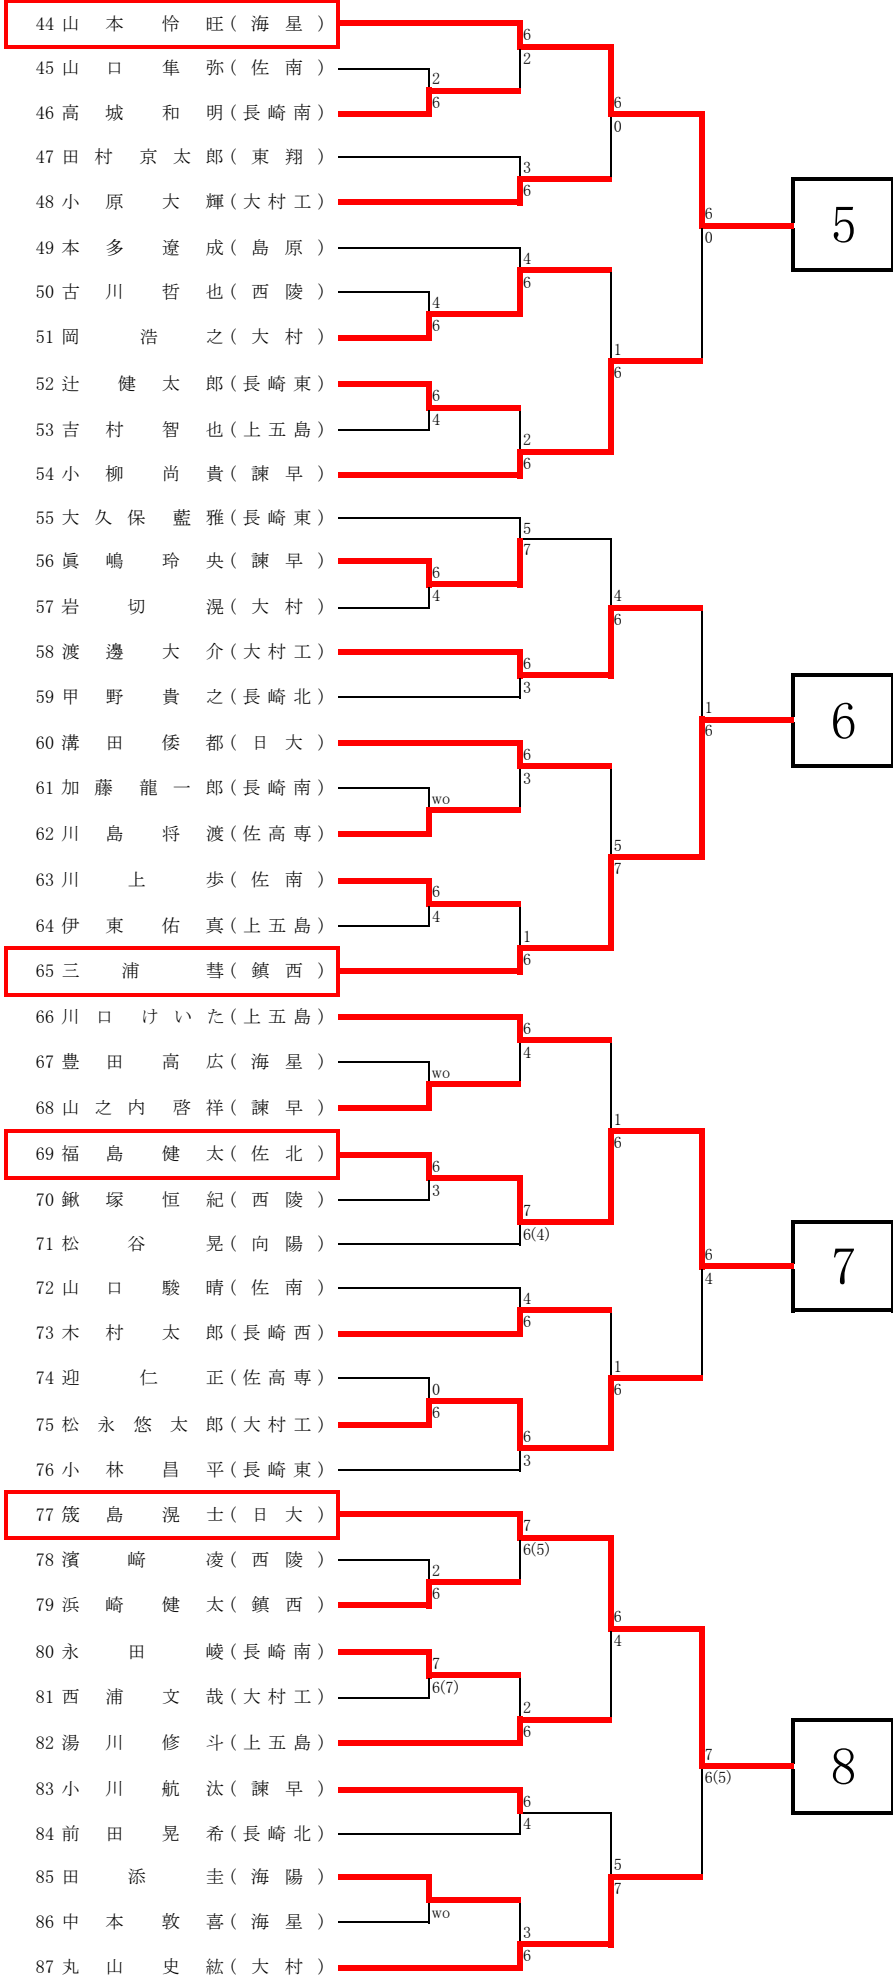 44 山本怜旺(海星)
6
2
45 山口隼弥(佐南)
2
6
46 高城和明(長崎南)
6
0
47 田村京太郎(東翔)
3
6
48 小原大輝(大村工)
6
0
5
49 本多遼成(島原)
4
6
50 古川哲也(西陵)
4
6
51 岡浩之(大村)
1
6
52 辻健太郎(長崎東)
6
4
53 吉村智也(上五島)
2
6
54 小柳尚貴(諫早)
55 大久保藍雅(長崎東)
5
7
56 眞嶋玲央(諫早)
6
4
57 岩切滉(大村)
4
6
58 渡邊大介(大村工)
6
3
59 甲野貴之(長崎北)
1
6
6
60 溝田倭都(日大)
6
3
61 加藤龍一郎(長崎南)
wo
62 川島将渡(佐高専)
5
7
63 川上歩(佐南)
6
4
64 伊東佑真(上五島)
1
6
65 三浦彗(鎮西)
66 川口けいた(上五島)
6
4
67 豊田高広(海星)
wo
68 山之内啓祥(諫早)
1
6
69 福島健太(佐北)
6
3
70 鍬塚恒紀(西陵)
7
6(4)
71 松谷晃(向陽)
6
4
7
72 山口駿晴(佐南)
4
6
73 木村太郎(長崎西)
1
6
74 迎仁正(佐高専)
0
6
75 松永悠太郎(大村工)
6
3
76 小林昌平(長崎東)
77 筬島滉士(日大)
7
6(5)
78 濱﨑凌(西陵)
2
6
79 浜崎健太(鎮西)
6
4
80 永田崚(長崎南)
7
6(7)
81 西浦文哉(大村工)
2
6
82 湯川修斗(上五島)
7
6(5)
8
83 小川航汰(諫早)
6
4
84 前田晃希(長崎北)
5
7
85 田添圭(海陽)
wo
86 中本敦喜(海星)
3
6
87 丸山史紘(大村)